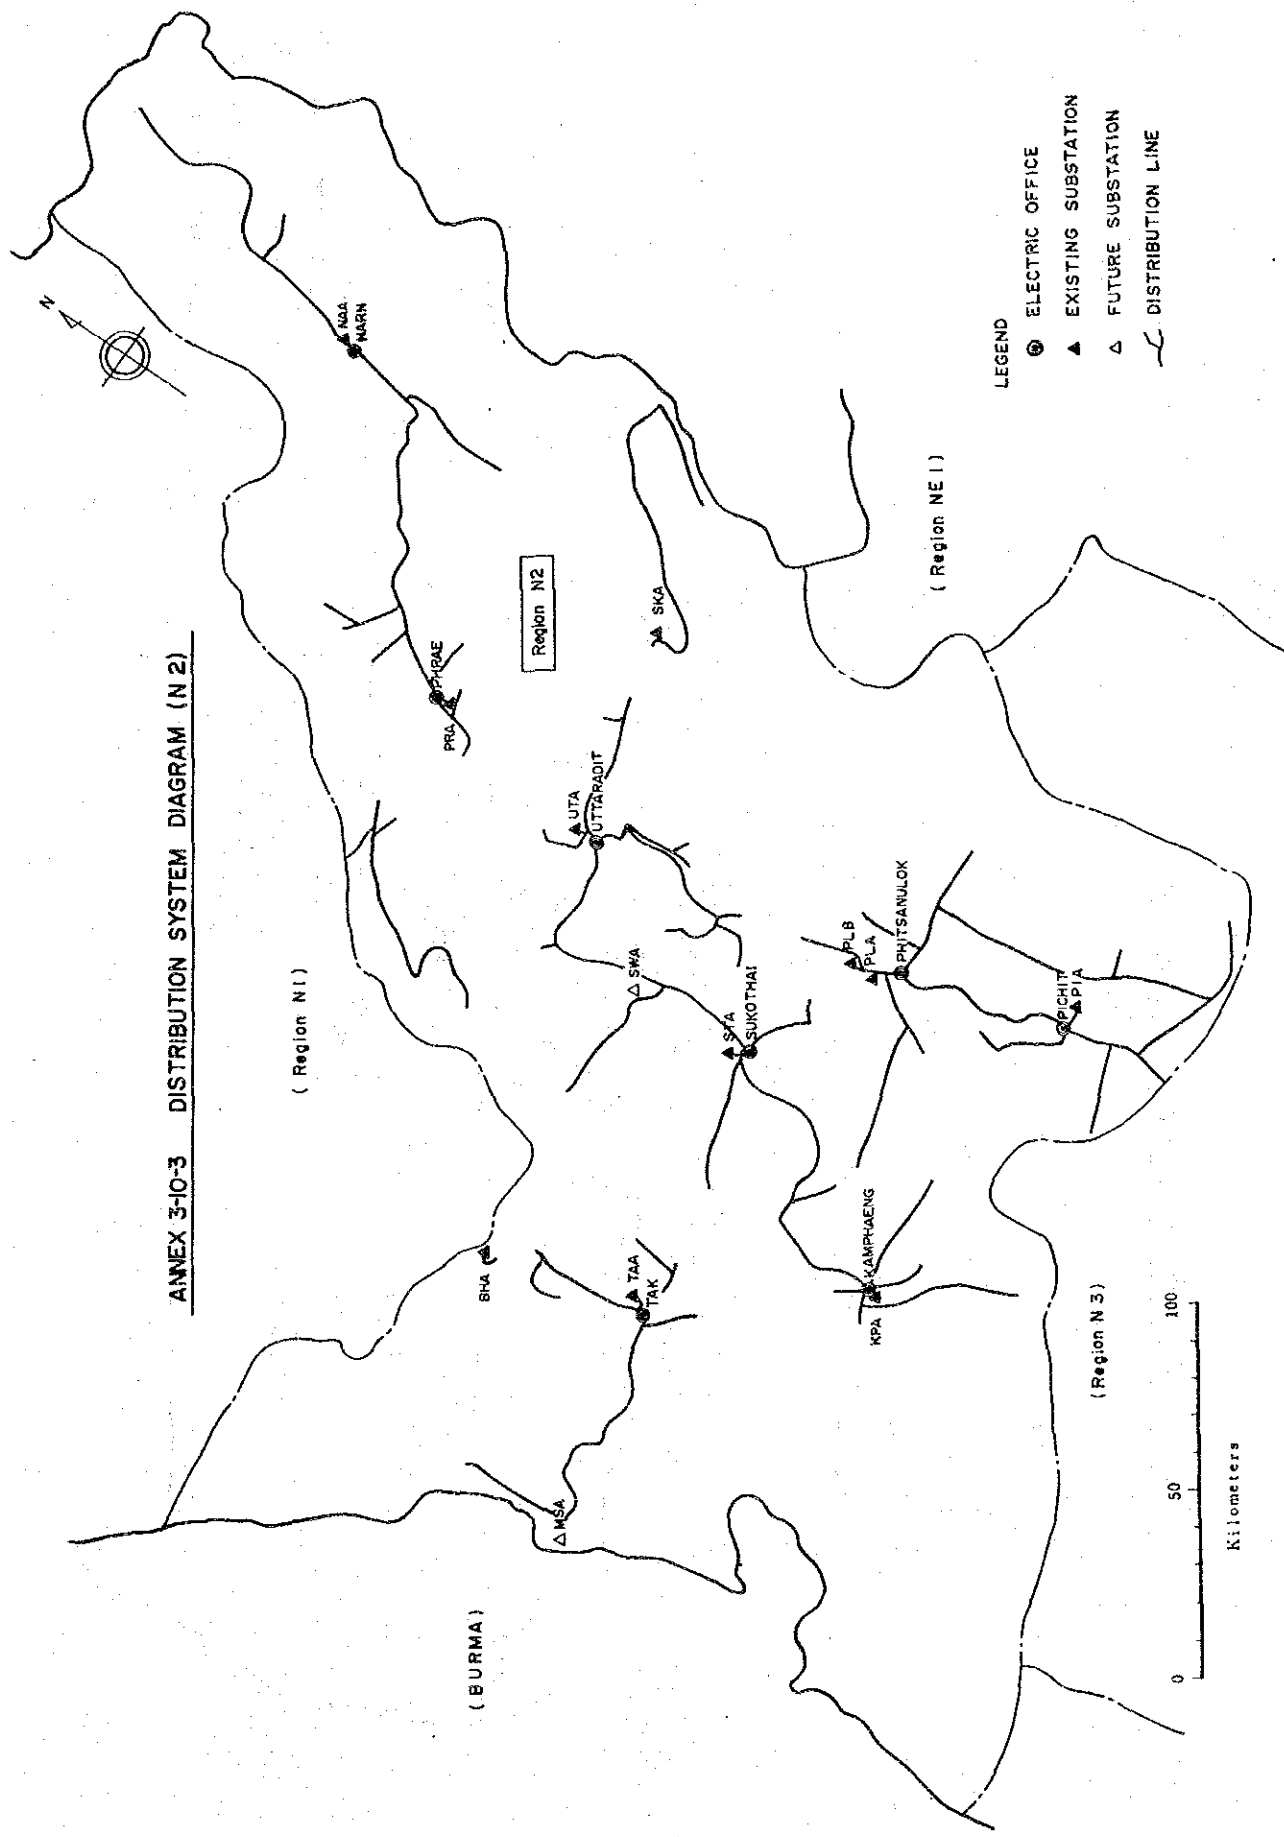 ANNEX 3-10-3 DISTRIBUTION SYSTEM DIAGRAM (N 2)
N
(Region N1)
(BURMA)
Region N2
NAA
NARN
PHRAE
PRA
SKA
UTA
UTTARADIT
SWA
STA
SUKOTHAI
PLB
PLA
PHITSANULOK
PICHIT
PIA
BHA
TAA
TAK
MSA
KAMPHAENG
KPA
(Region NE 1)
(Region N 3)
LEGEND
ELECTRIC OFFICE
EXISTING SUBSTATION
FUTURE SUBSTATION
DISTRIBUTION LINE
0 50 100
Kilometers